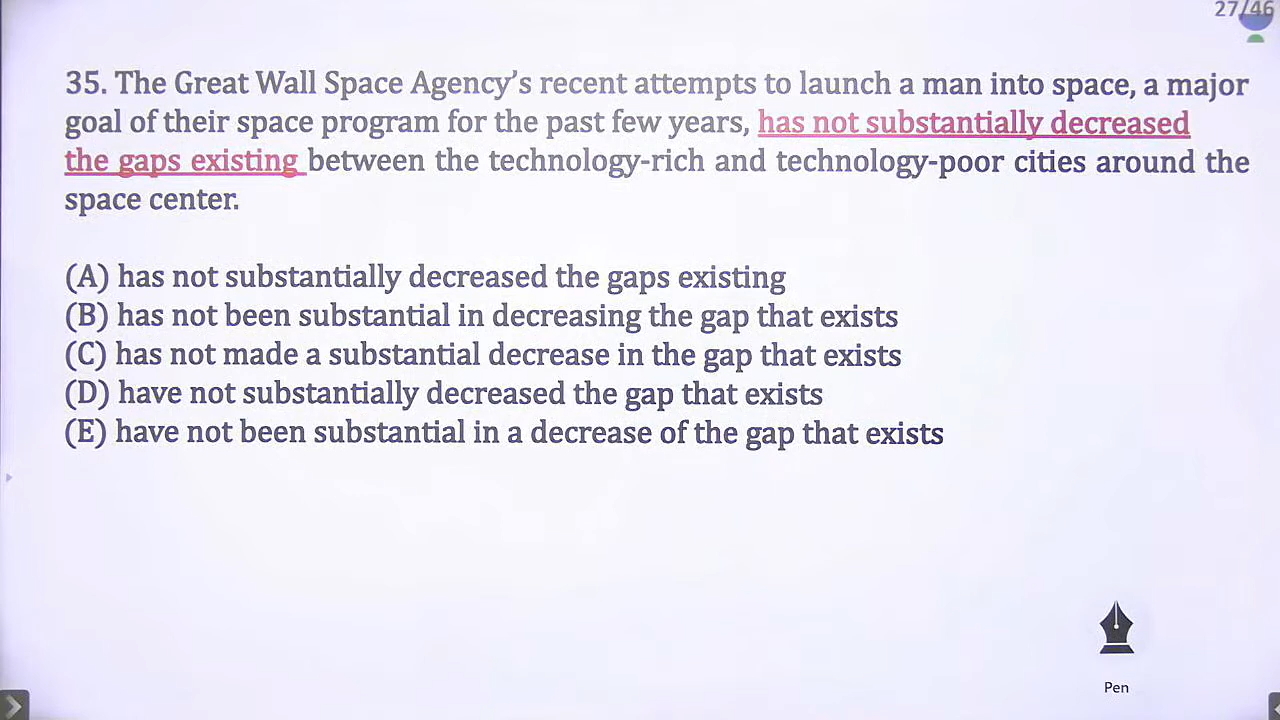 27/46
35. The Great Wall Space Agency’s recent attempts to launch a man into space, a major
goal of their space program for the past few years, has not substantially decreased
the gaps existing between the technology-rich and technology-poor cities around the
space center.
(A) has not substantially decreased the gaps existing
(B) has not been substantial in decreasing the gap that exists
(C) has not made a substantial decrease in the gap that exists
(D) have not substantially decreased the gap that exists
(E) have not been substantial in a decrease of the gap that exists
Pen